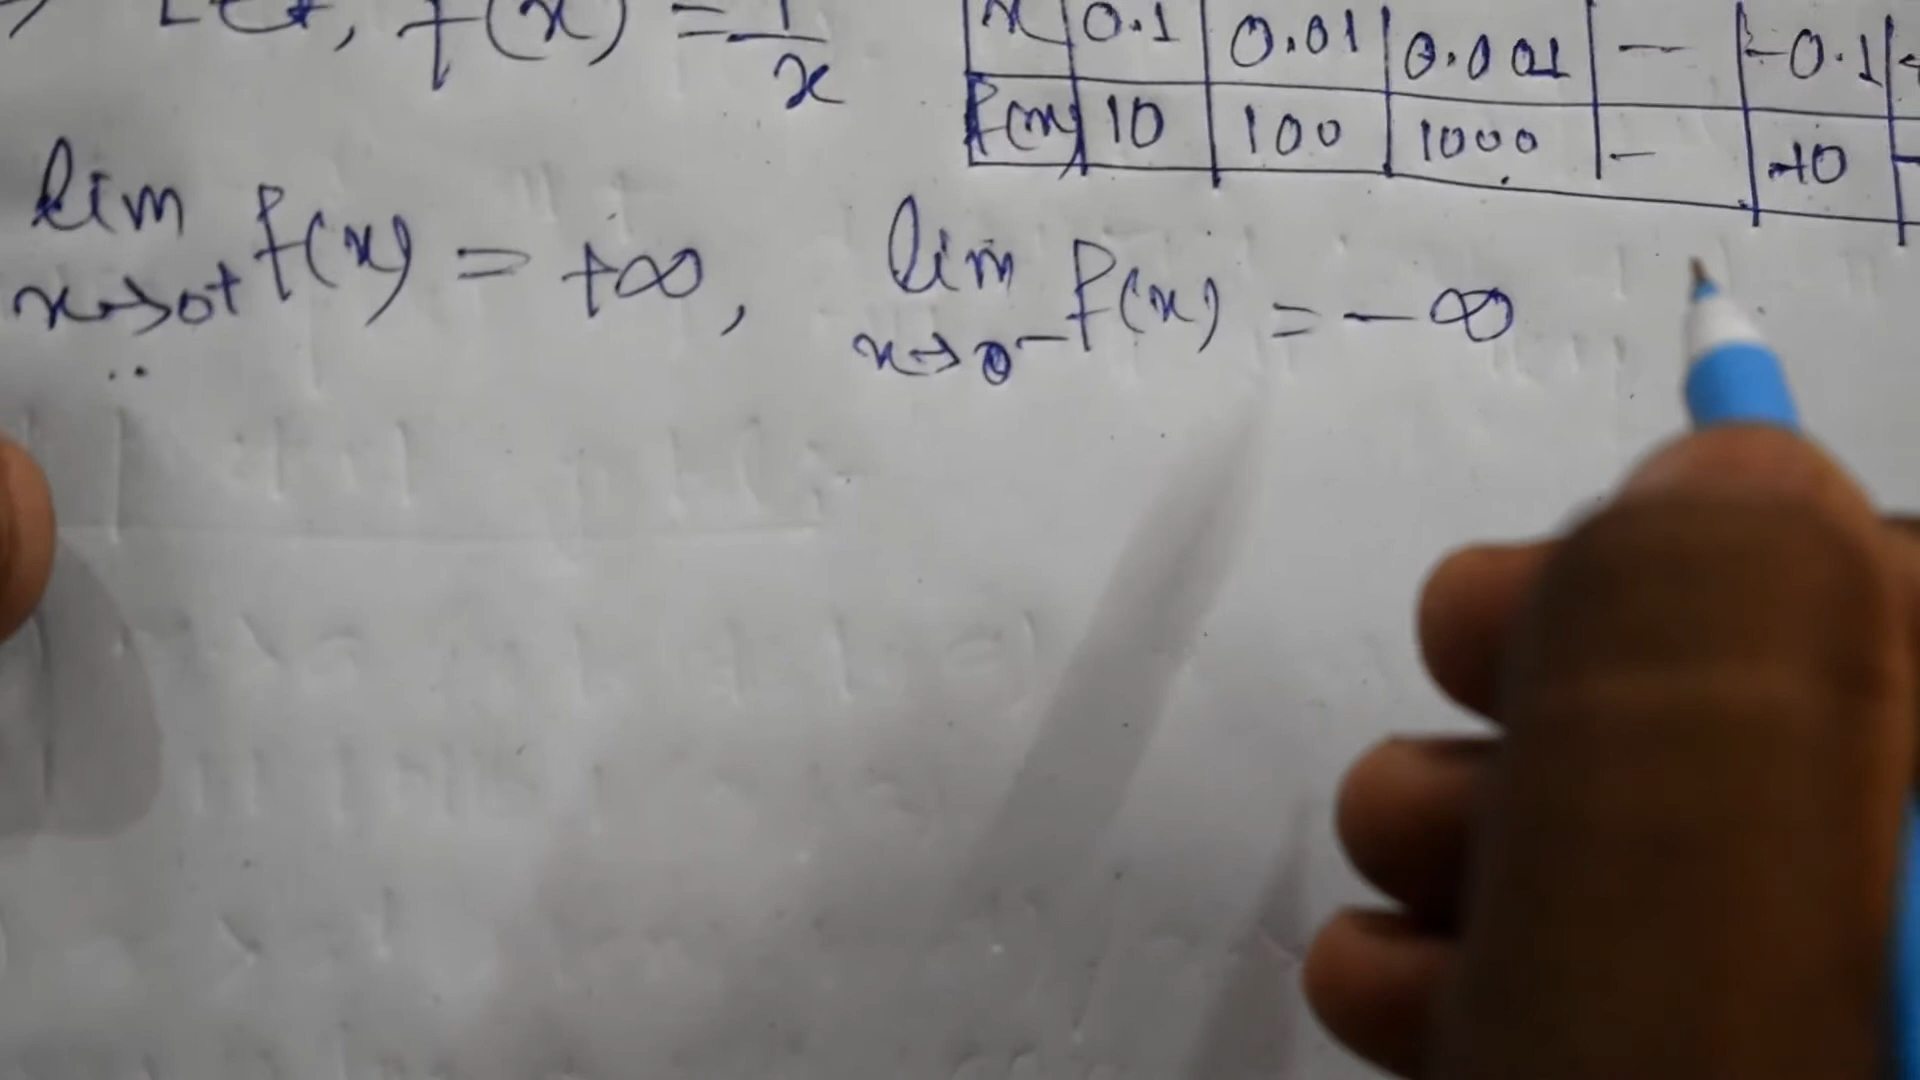 Let, f(x) = 1/x
x | 0.1 | 0.01 | 0.001 | — | -0.1
f(x) | 10 | 100 | 1000 | - | -10
lim x→0+ f(x) = +∞, lim x→0- f(x) = -∞